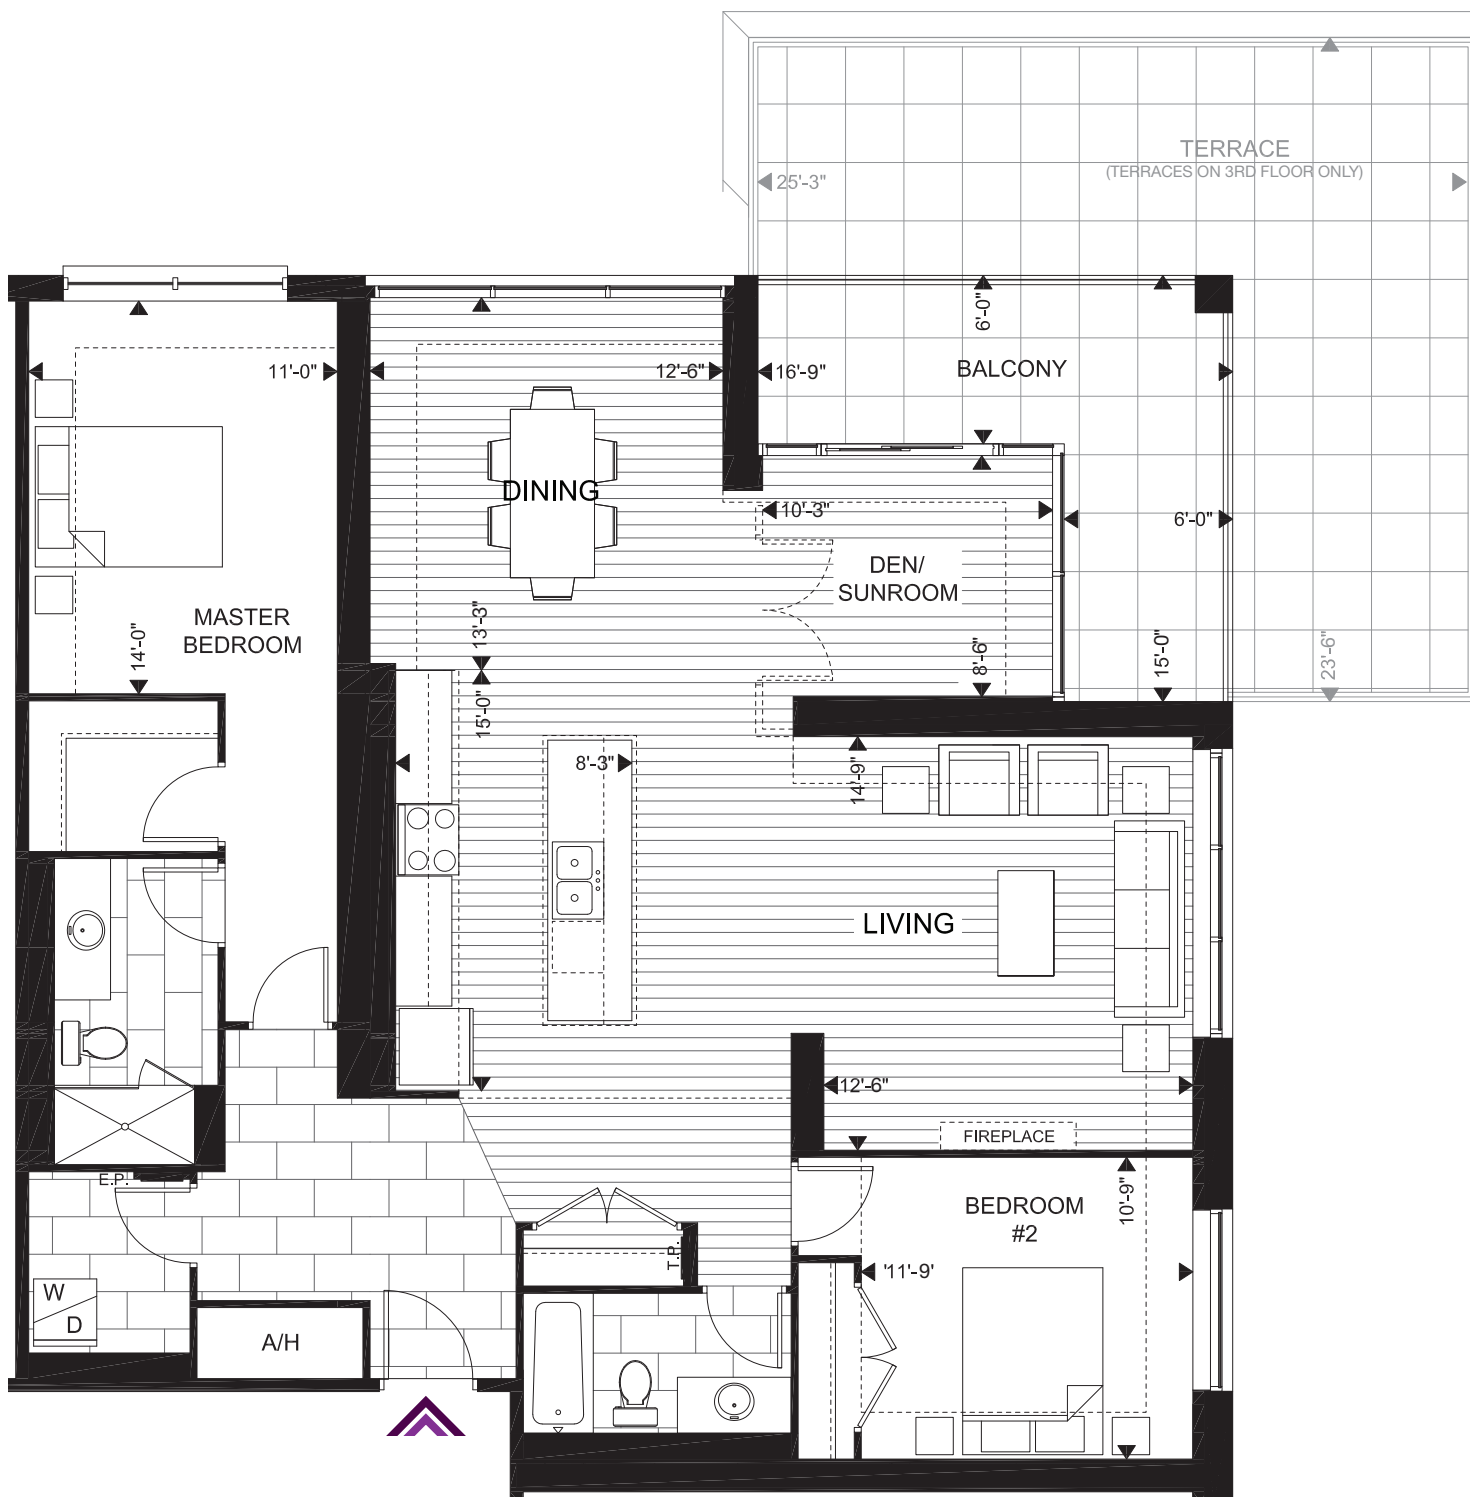 TERRACE
(TERRACES ON 3RD FLOOR ONLY)
25'-3"
6'-0"
11'-0"
12'-6"
16'-9"
BALCONY
DINING
10'-3"
6'-0"
DEN/
SUNROOM
MASTER
BEDROOM
14'-0"
13'-3"
8'-6"
15'-0"
23'-6"
15'-0"
8'-3"
14'-9"
LIVING
12'-6"
FIREPLACE
E.P.
BEDROOM
#2
10'-9"
T.P.
'11'-9'
W
D
A/H